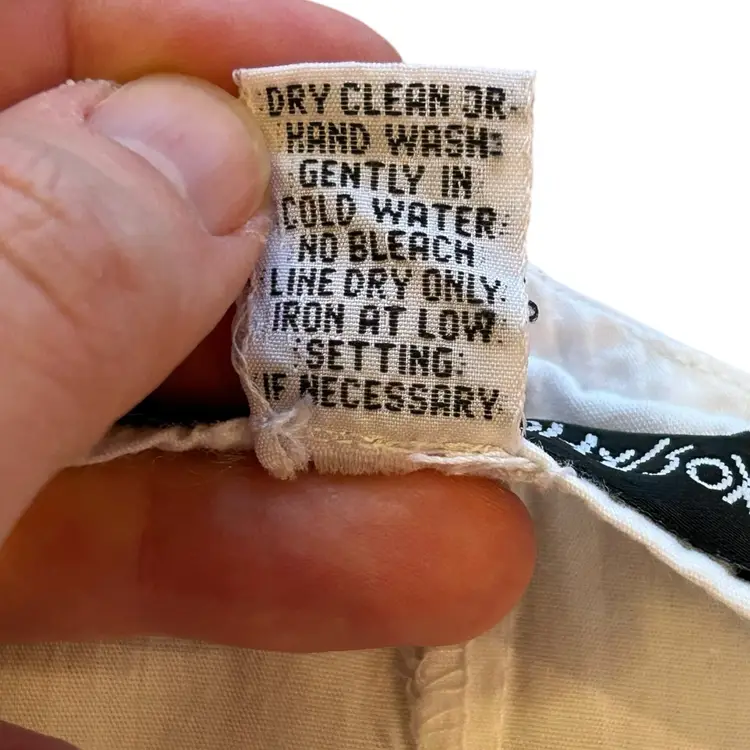 DRY CLEAN OR
HAND WASH
GENTLY IN
COLD WATER
NO BLEACH
LINE DRY ONLY
IRON AT LOW
SETTING
IF NECESSARY